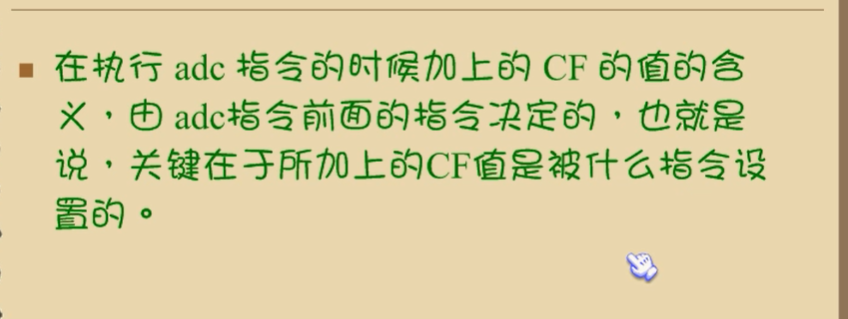 在执行 adc 指令的时候加上的 CF 的值的含
义，由 adc指令前面的指令决定的，也就是
说，关键在于所加上的CF值是被什么指令设
置的。